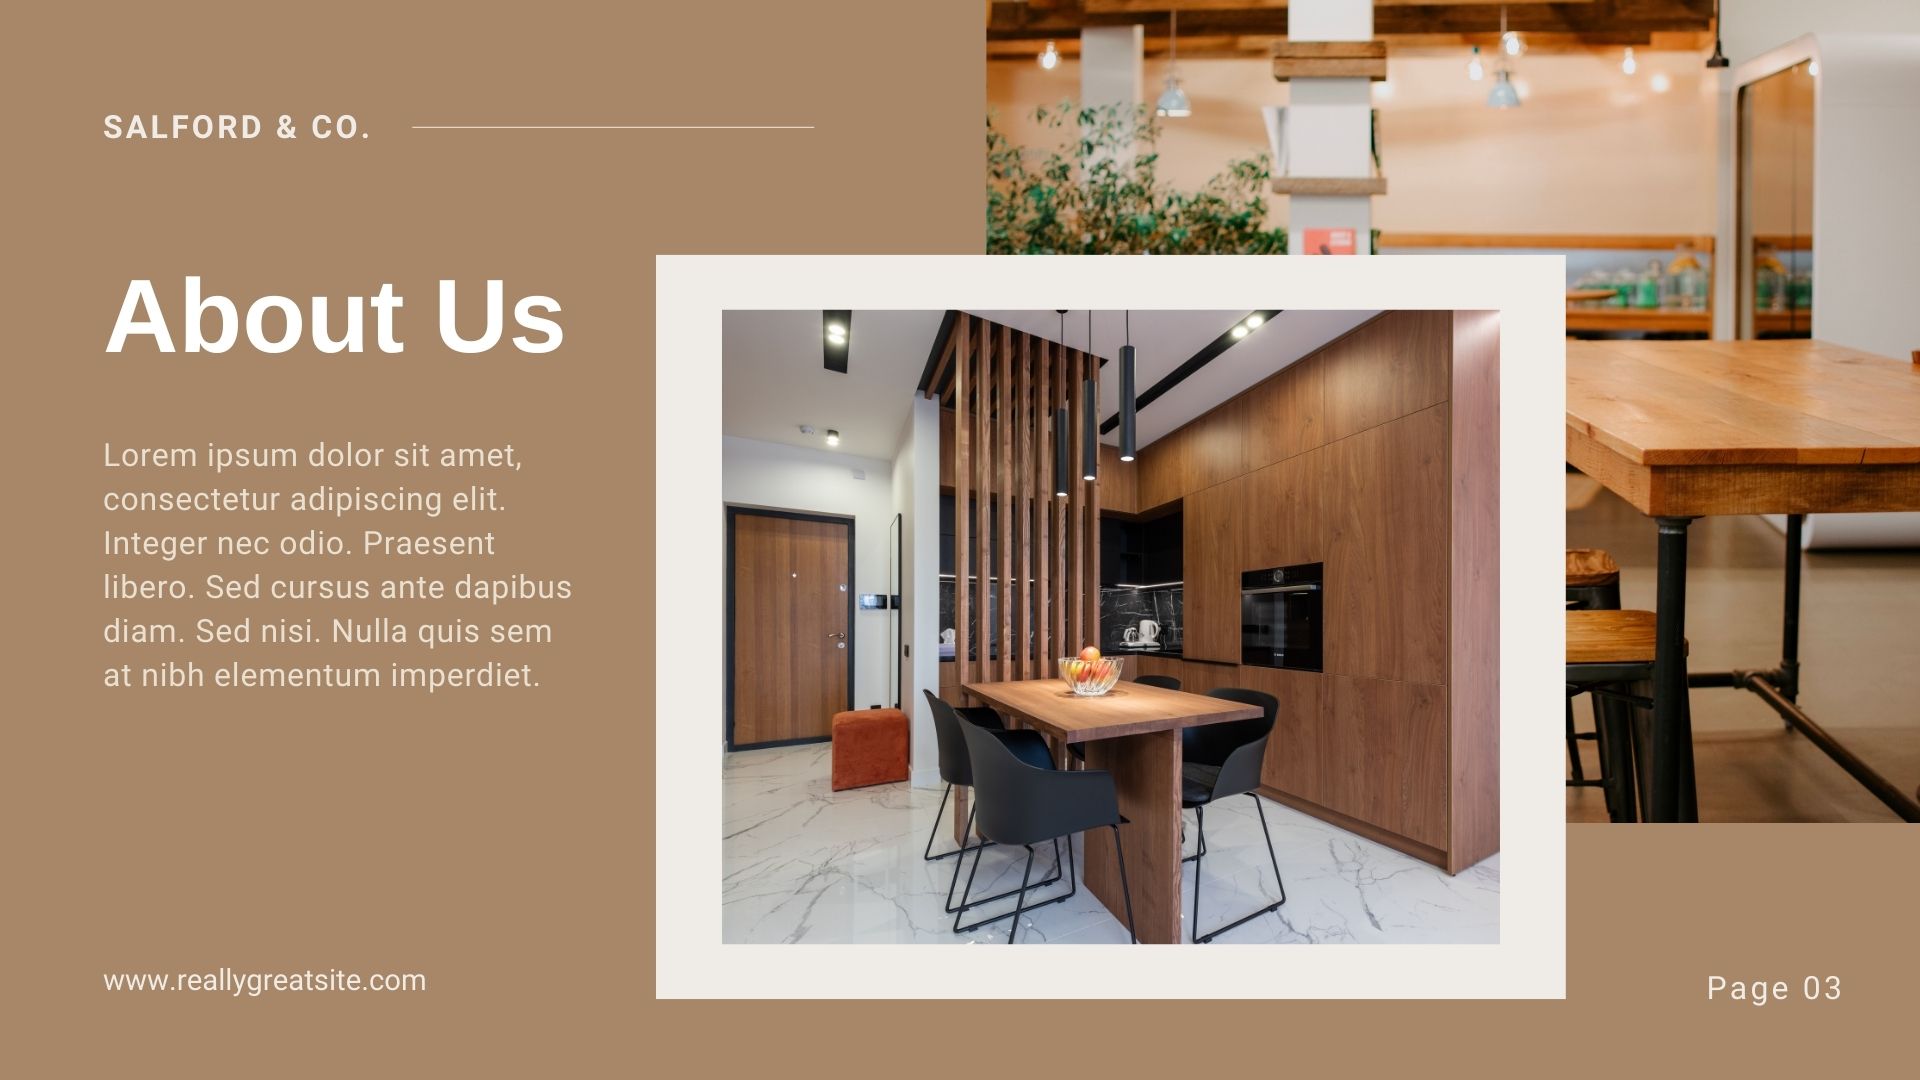 SALFORD & CO.
About Us
Lorem ipsum dolor sit amet,
consectetur adipiscing elit.
Integer nec odio. Praesent
libero. Sed cursus ante dapibus
diam. Sed nisi. Nulla quis sem
at nibh elementum imperdiet.
www.reallygreatsite.com
Page 03